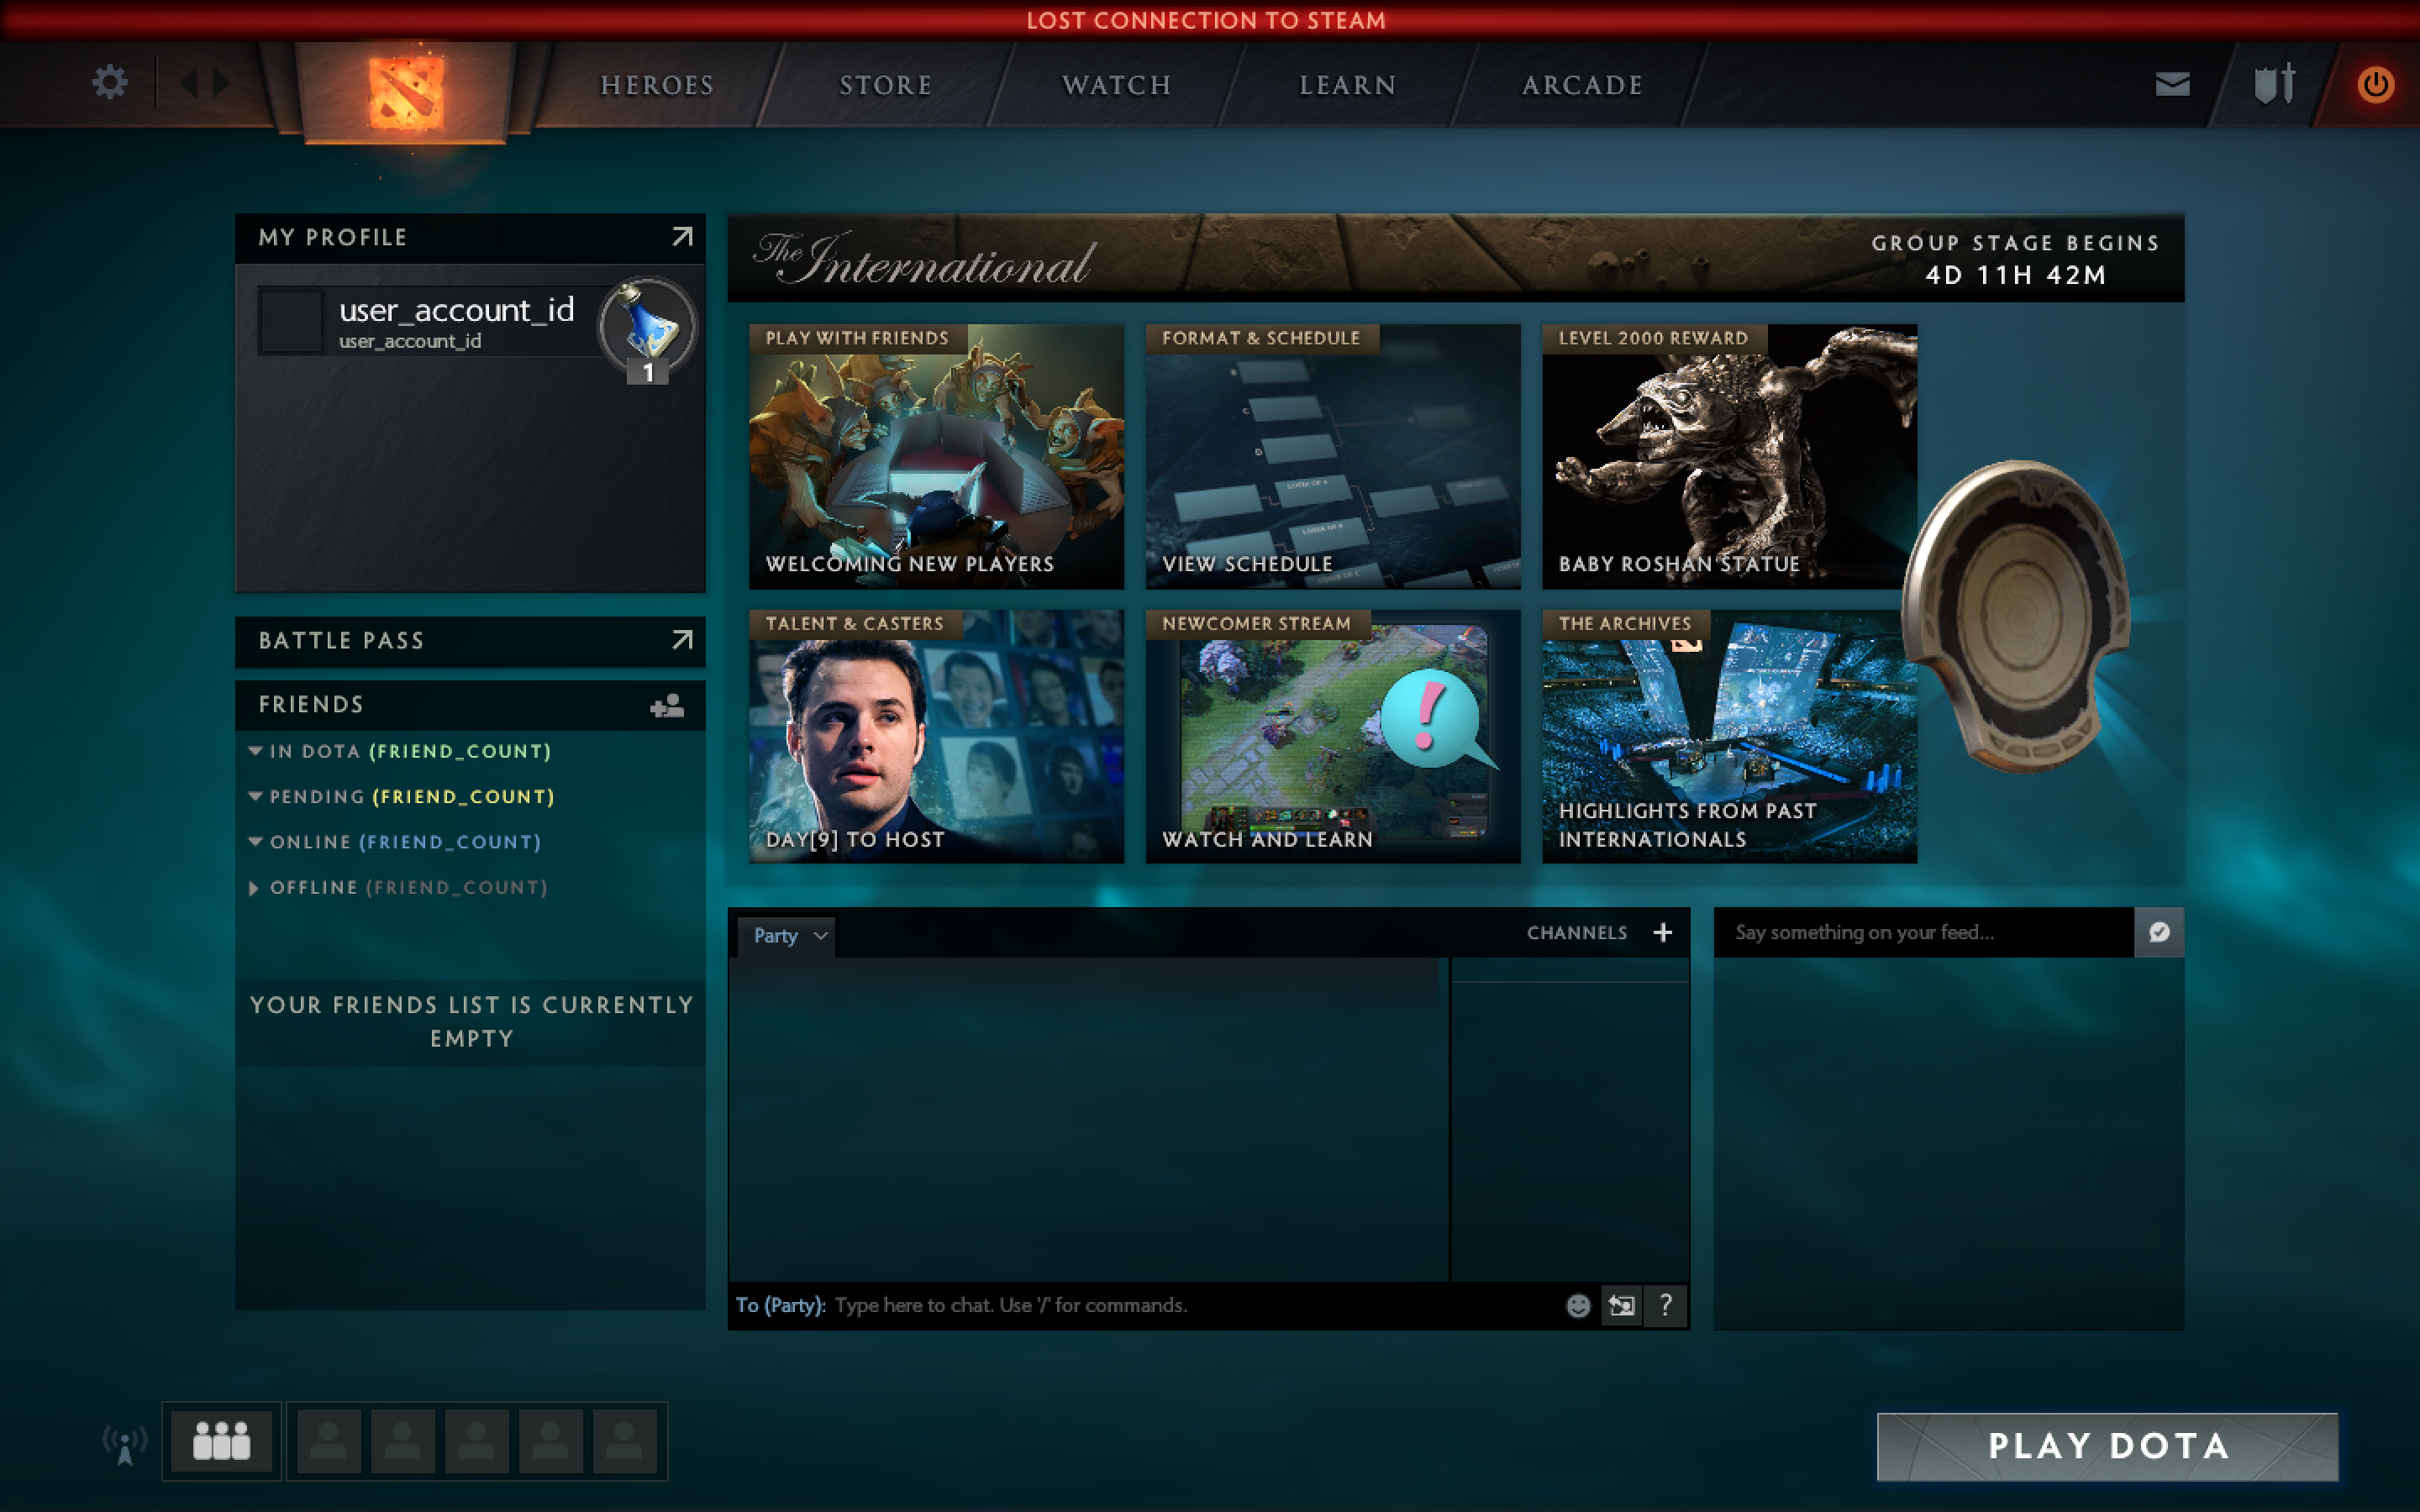 LOST CONNECTION TO STEAM
HEROES
STORE
WATCH
LEARN
ARCADE
MY PROFILE
user_account_id
user_account_id
1
BATTLE PASS
FRIENDS
IN DOTA (FRIEND_COUNT)
PENDING (FRIEND_COUNT)
ONLINE (FRIEND_COUNT)
OFFLINE (FRIEND_COUNT)
YOUR FRIENDS LIST IS CURRENTLY
EMPTY
The International
GROUP STAGE BEGINS
4D 11H 42M
PLAY WITH FRIENDS
WELCOMING NEW PLAYERS
FORMAT & SCHEDULE
LOSER OF A
LOSER OF B
VIEW SCHEDULE
LEVEL 2000 REWARD
BABY ROSHAN STATUE
TALENT & CASTERS
DAY[9] TO HOST
NEWCOMER STREAM
!
WATCH AND LEARN
THE ARCHIVES
HIGHLIGHTS FROM PAST
INTERNATIONALS
Party
CHANNELS +
To (Party): Type here to chat. Use '/' for commands.
?
Say something on your feed...
PLAY DOTA